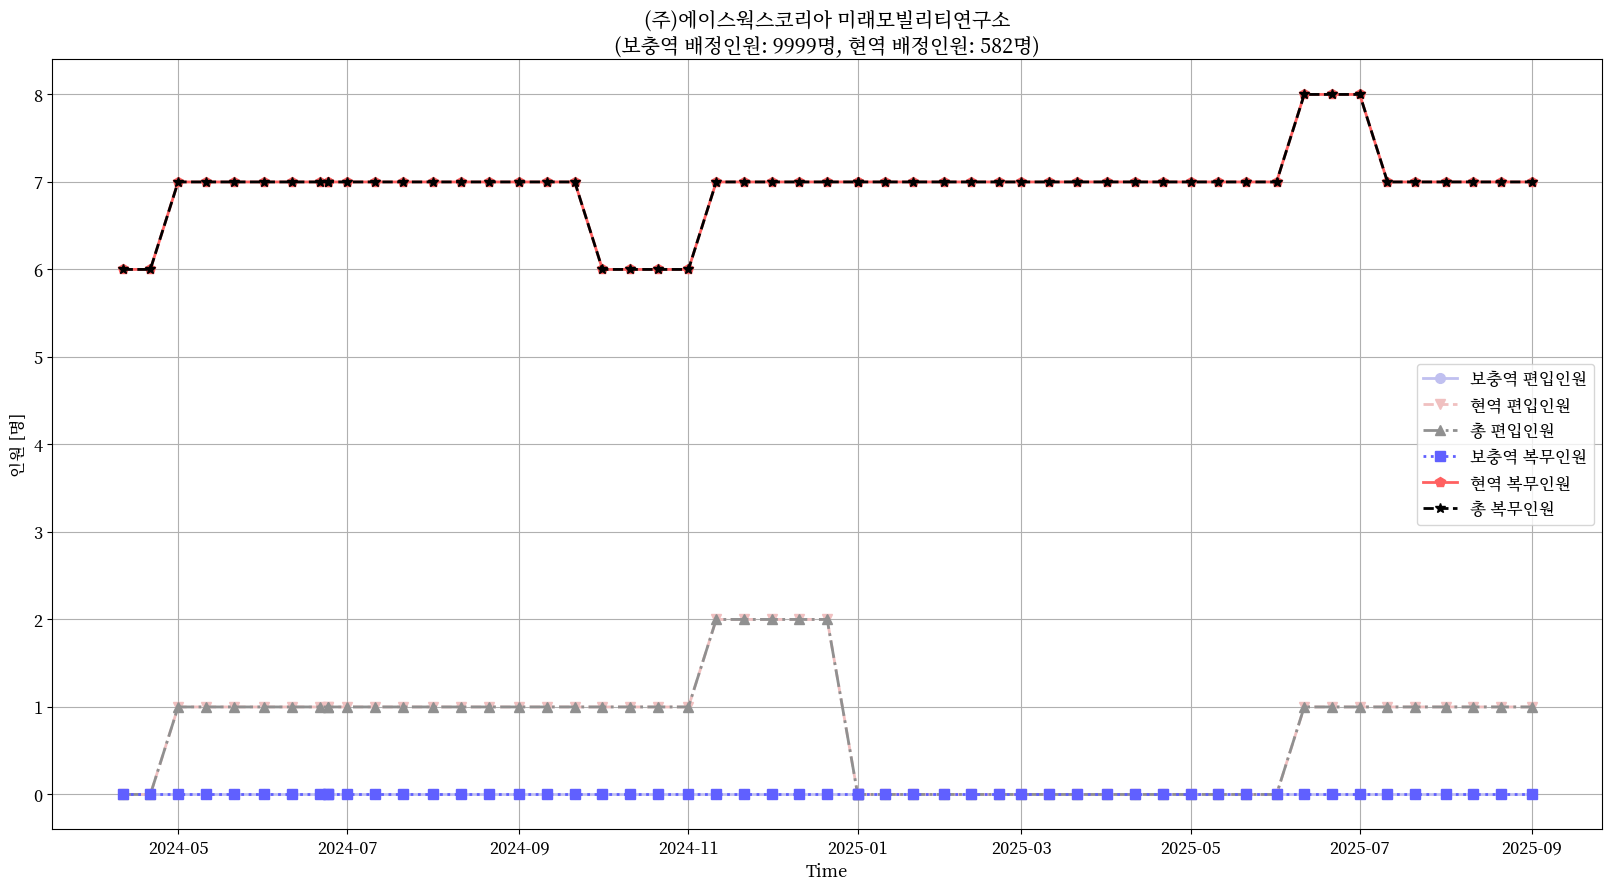 (주)에이스웍스코리아 미래모빌리티연구소
(보충역 배정인원: 9999명, 현역 배정인원: 582명)
인원 [명]
8
7
6
5
4
3
2
1
0
보충역 편입인원
현역 편입인원
총 편입인원
보충역 복무인원
현역 복무인원
총 복무인원
2024-05
2024-07
2024-09
2024-11
2025-01
2025-03
2025-05
2025-07
2025-09
Time